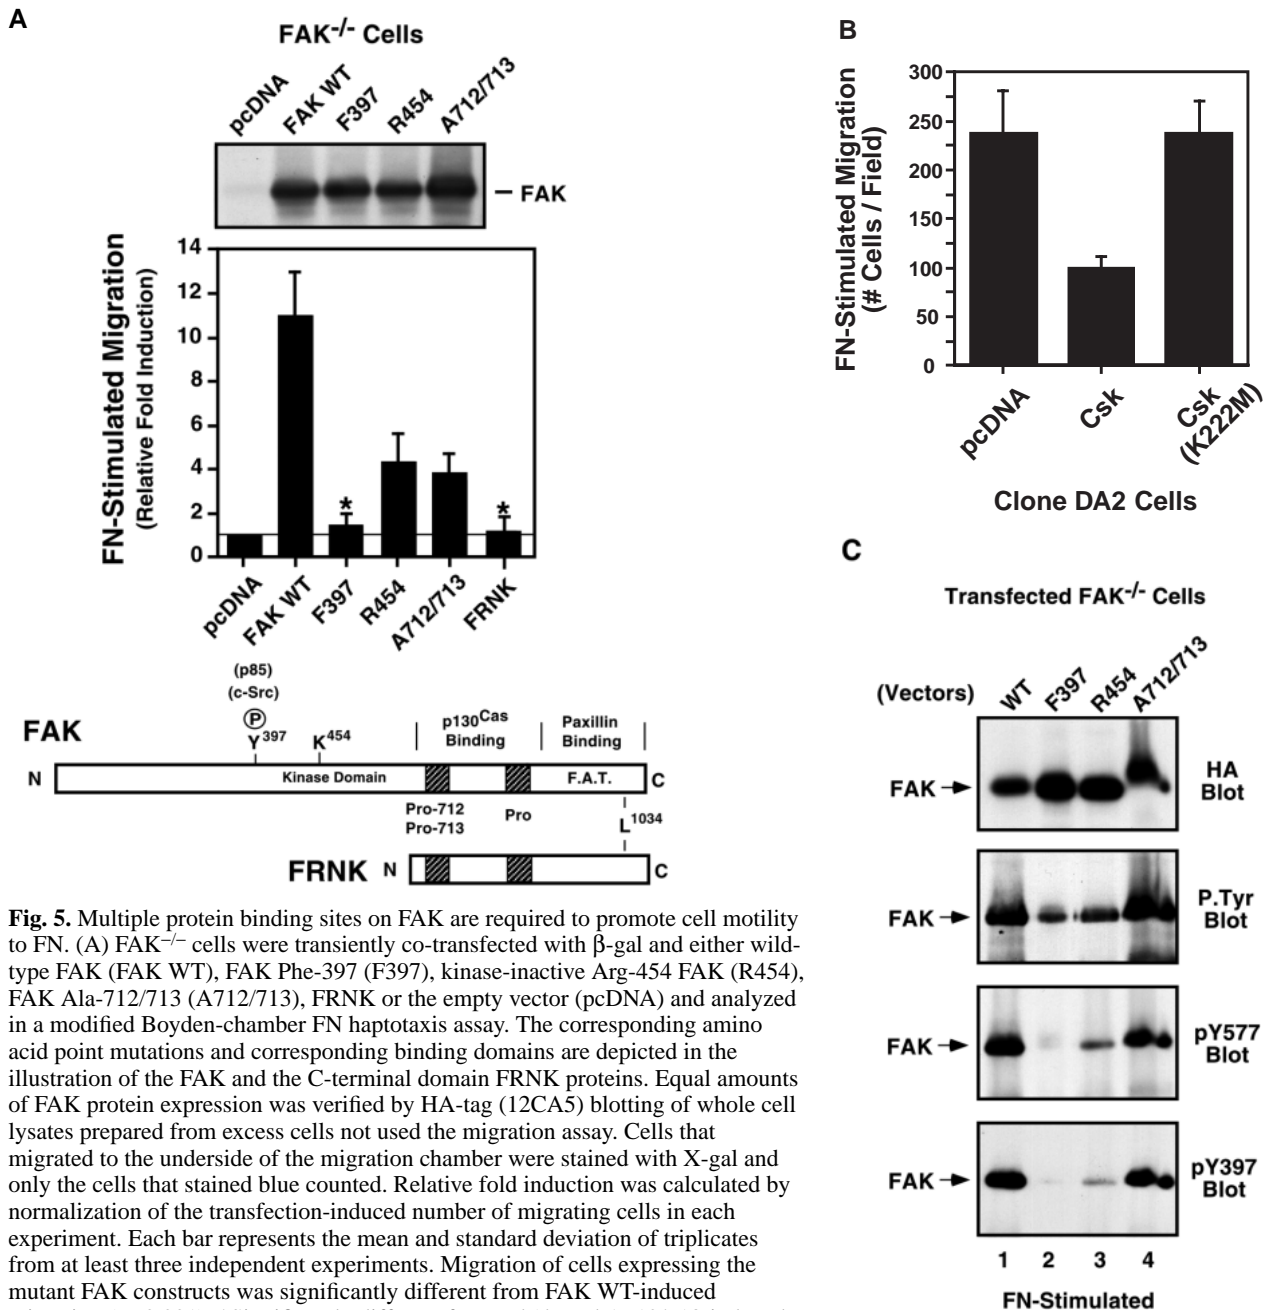 A
FAK-/- Cells
pcDNA
FAK WT
F397
R454
A712/713
– FAK
FN-Stimulated Migration
(Relative Fold Induction)
14
12
10
8
6
4
2
0
*
*
pcDNA
FAK WT
F397
R454
A712/713
FRNK
(p85)
(c-Src)
P
FAK
Y397
K454
p130Cas
Binding
Paxillin
Binding
N
Kinase Domain
F.A.T.
C
Pro-712
Pro-713
Pro
L1034
FRNK
N
C
Fig. 5. Multiple protein binding sites on FAK are required to promote cell motility
to FN. (A) FAK−/− cells were transiently co-transfected with β-gal and either wild-
type FAK (FAK WT), FAK Phe-397 (F397), kinase-inactive Arg-454 FAK (R454),
FAK Ala-712/713 (A712/713), FRNK or the empty vector (pcDNA) and analyzed
in a modified Boyden-chamber FN haptotaxis assay. The corresponding amino
acid point mutations and corresponding binding domains are depicted in the
illustration of the FAK and the C-terminal domain FRNK proteins. Equal amounts
of FAK protein expression was verified by HA-tag (12CA5) blotting of whole cell
lysates prepared from excess cells not used the migration assay. Cells that
migrated to the underside of the migration chamber were stained with X-gal and
only the cells that stained blue counted. Relative fold induction was calculated by
normalization of the transfection-induced number of migrating cells in each
experiment. Each bar represents the mean and standard deviation of triplicates
from at least three independent experiments. Migration of cells expressing the
mutant FAK constructs was significantly different from FAK WT-induced
B
FN-Stimulated Migration
(# Cells / Field)
300
250
200
150
100
50
0
pcDNA
Csk
Csk
(K222M)
Clone DA2 Cells
C
Transfected FAK-/- Cells
(Vectors)
WT
F397
R454
A712/713
FAK
HA
Blot
FAK
P.Tyr
Blot
FAK
pY577
Blot
FAK
pY397
Blot
1 2 3 4
FN-Stimulated